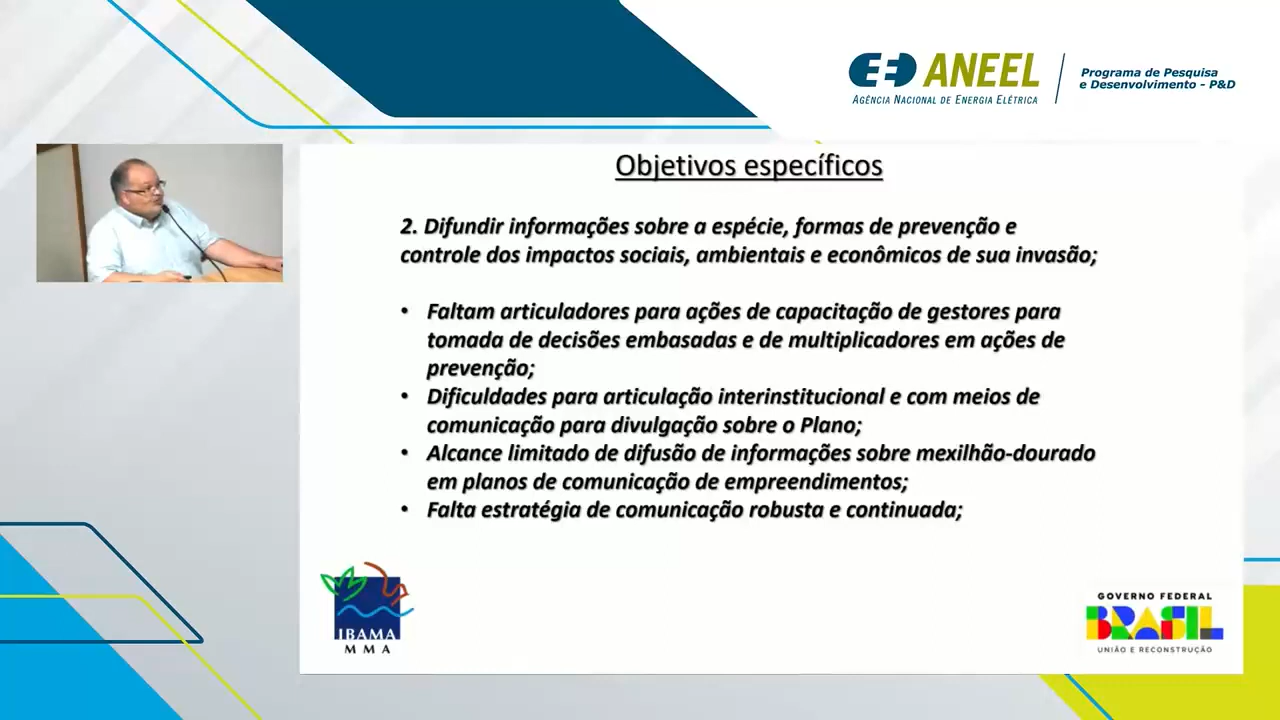 ANEEL
AGÊNCIA NACIONAL DE ENERGIA ELÉTRICA
Programa de Pesquisa
e Desenvolvimento - P&D
Objetivos específicos
2. Difundir informações sobre a espécie, formas de prevenção e
controle dos impactos sociais, ambientais e econômicos de sua invasão;
• Faltam articuladores para ações de capacitação de gestores para
tomada de decisões embasadas e de multiplicadores em ações de
prevenção;
• Dificuldades para articulação interinstitucional e com meios de
comunicação para divulgação sobre o Plano;
• Alcance limitado de difusão de informações sobre mexilhão-dourado
em planos de comunicação de empreendimentos;
• Falta estratégia de comunicação robusta e continuada;
IBAMA
MMA
GOVERNO FEDERAL
BRASIL
UNIÃO E RECONSTRUÇÃO